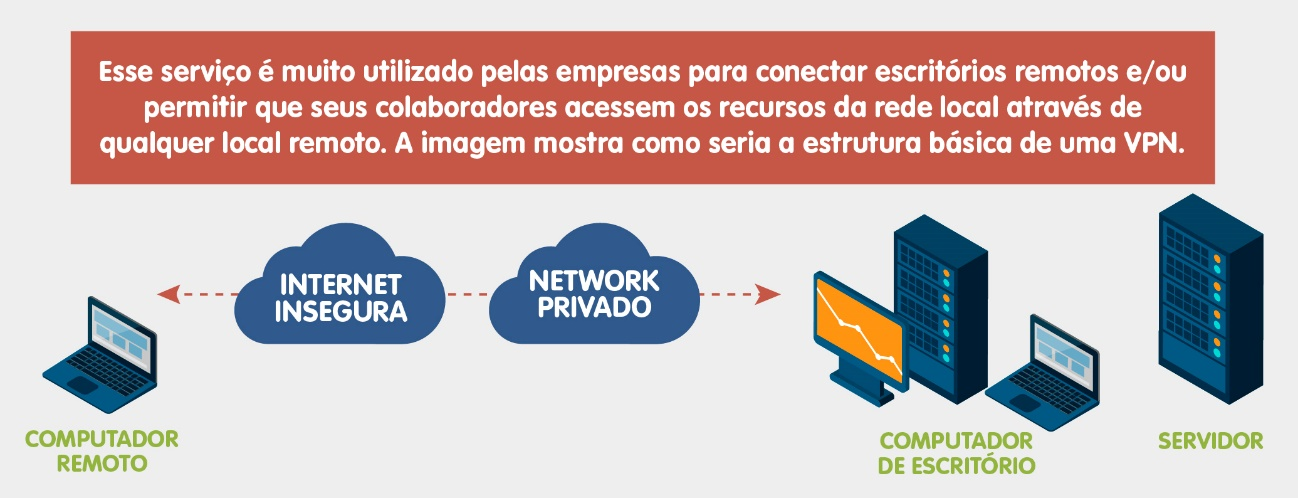 Esse serviço é muito utilizado pelas empresas para conectar escritórios remotos e/ou
permitir que seus colaboradores acessem os recursos da rede local através de
qualquer local remoto. A imagem mostra como seria a estrutura básica de uma VPN.
INTERNET
INSEGURA
NETWORK
PRIVADO
COMPUTADOR
REMOTO
COMPUTADOR
DE ESCRITÓRIO
SERVIDOR